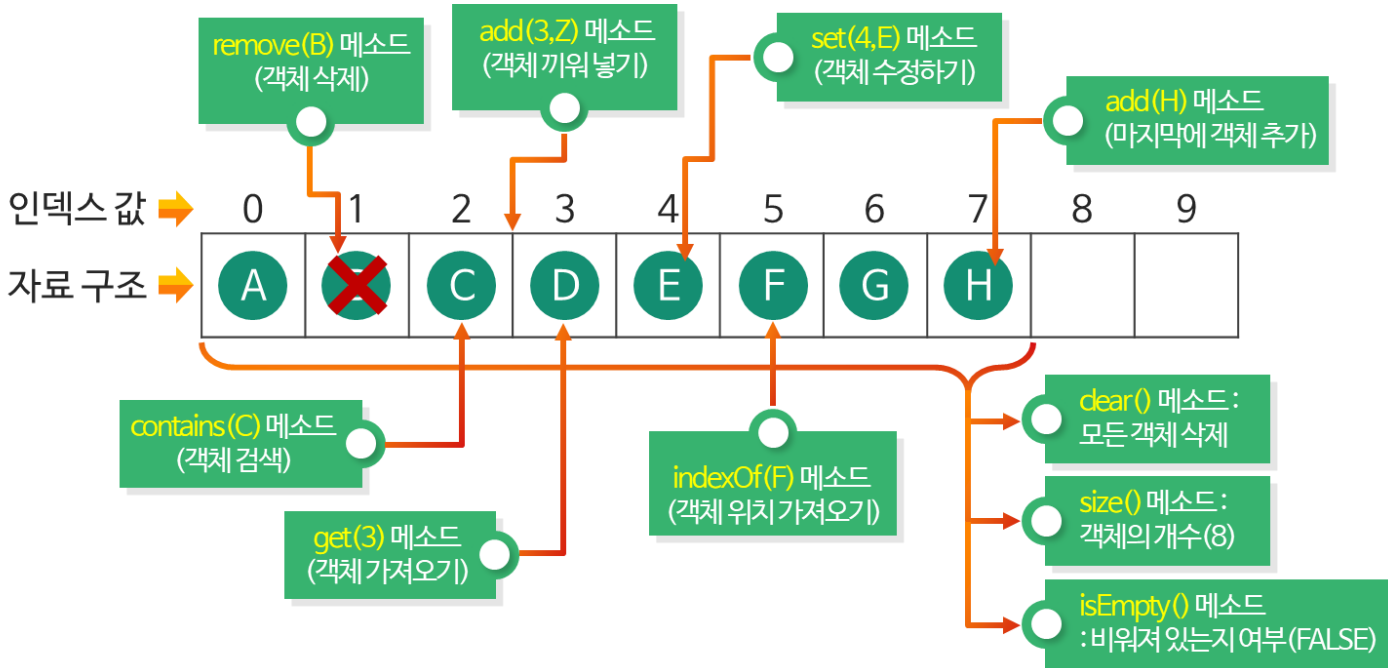 remove(B) 메소드
(객체 삭제)
add(3,Z) 메소드
(객체 끼워 넣기)
set(4,E) 메소드
(객체 수정하기)
add(H) 메소드
(마지막에 객체 추가)
인덱스 값 0 1 2 3 4 5 6 7 8 9
자료 구조 A C D E F G H
contains(C) 메소드
(객체 검색)
get(3) 메소드
(객체 가져오기)
indexOf(F) 메소드
(객체 위치 가져오기)
clear() 메소드 :
모든 객체 삭제
size() 메소드 :
객체의 개수(8)
isEmpty() 메소드
: 비워져 있는지 여부(FALSE)